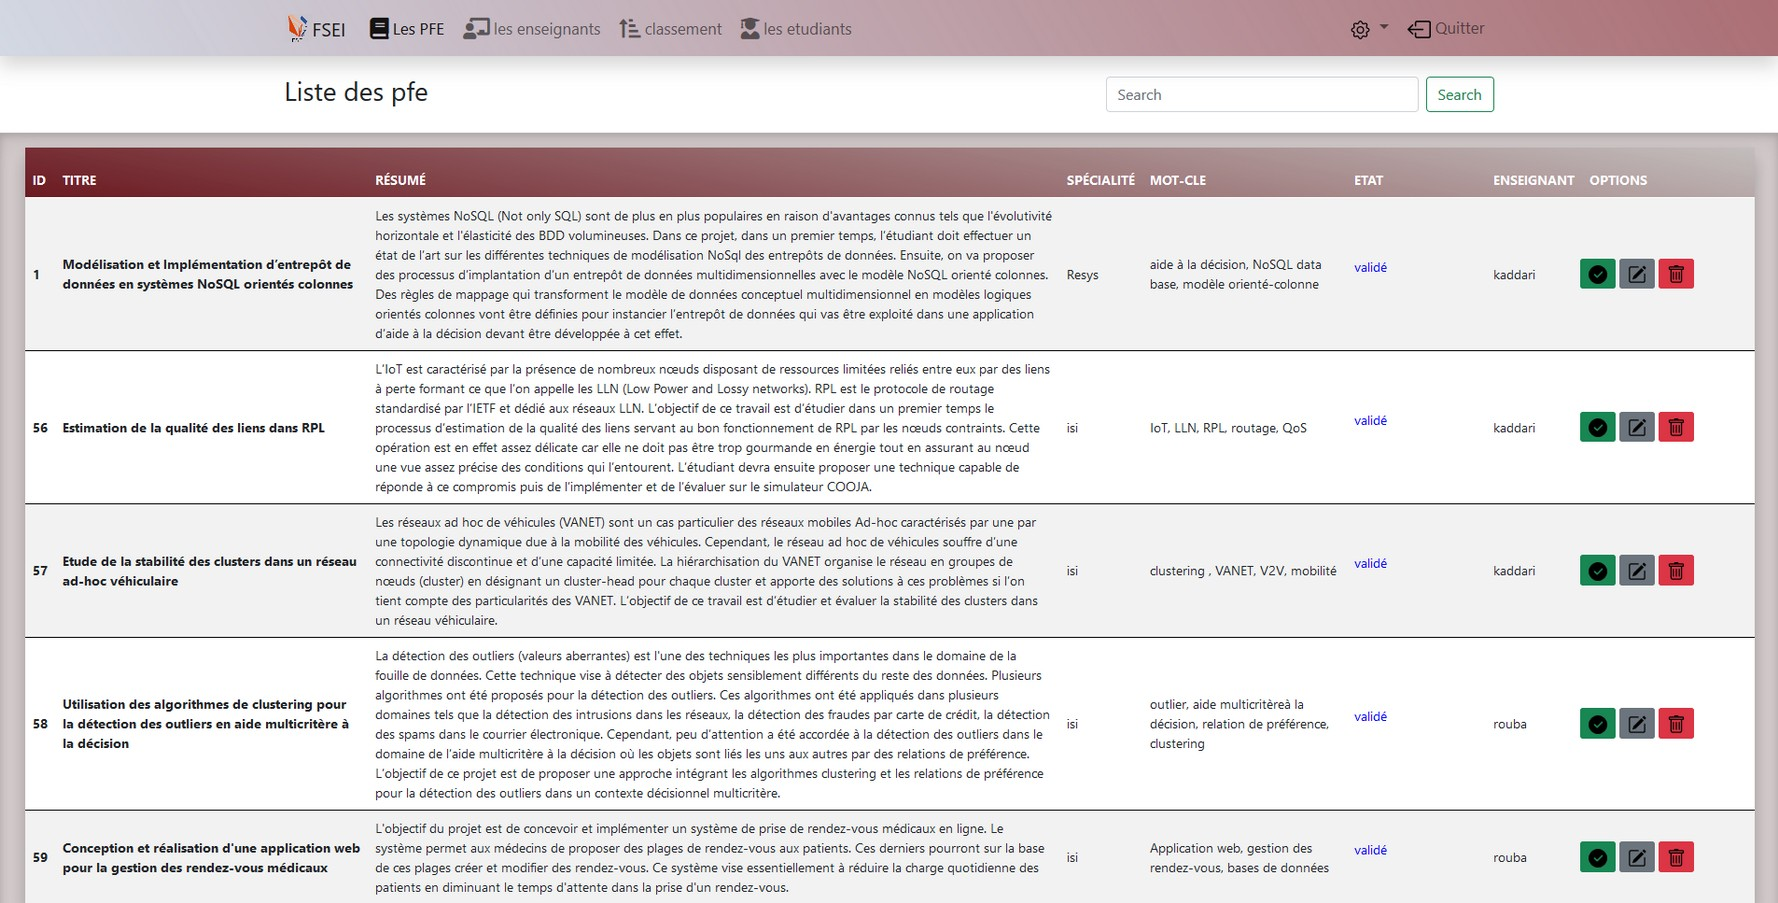 FSEI Les PFE les enseignants classement les etudiants Quitter
Liste des pfe Search Search
ID TITRE RÉSUMÉ SPÉCIALITÉ MOT-CLE ETAT ENSEIGNANT OPTIONS
1
Modélisation et Implémentation d'entrepôt de
données en systèmes NoSQL orientés colonnes
Les systèmes NoSQL (Not only SQL) sont de plus en plus populaires en raison d'avantages connus tels que l'évolutivité
horizontale et l'élasticité des BDD volumineuses. Dans ce projet, dans un premier temps, l'étudiant doit effectuer un
état de l'art sur les différentes techniques de modélisation NoSql des entrepôts de données. Ensuite, on va proposer
des processus d'implantation d'un entrepôt de données multidimensionnelles avec le modèle NoSQL orienté colonnes.
Des règles de mappage qui transforment le modèle de données conceptuel multidimensionnel en modèles logiques
orientés colonnes vont être définies pour instancier l'entrepôt de données qui vas être exploité dans une application
d'aide à la décision devant être développée à cet effet.
Resys
aide à la décision, NoSQL data
base, modèle orienté-colonne
validé
kaddari
56
Estimation de la qualité des liens dans RPL
L'IoT est caractérisé par la présence de nombreux nœuds disposant de ressources limitées reliés entre eux par des liens
à perte formant ce que l'on appelle les LLN (Low Power and Lossy networks). RPL est le protocole de routage
standardisé par l'IETF et dédié aux réseaux LLN. L'objectif de ce travail est d'étudier dans un premier temps le
processus d'estimation de la qualité des liens servant au bon fonctionnement de RPL par les nœuds contraints. Cette
opération est en effet assez délicate car elle ne doit pas être trop gourmande en énergie tout en assurant au nœud
une vue assez précise des conditions qui l'entourent. L'étudiant devra ensuite proposer une technique capable de
réponde à ce compromis puis de l'implémenter et de l'évaluer sur le simulateur COOJA.
isi
IoT, LLN, RPL, routage, QoS
validé
kaddari
57
Etude de la stabilité des clusters dans un réseau
ad-hoc véhiculaire
Les réseaux ad hoc de véhicules (VANET) sont un cas particulier des réseaux mobiles Ad-hoc caractérisés par une par
une topologie dynamique due à la mobilité des véhicules. Cependant, le réseau ad hoc de véhicules souffre d'une
connectivité discontinue et d'une capacité limitée. La hiérarchisation du VANET organise le réseau en groupes de
nœuds (cluster) en désignant un cluster-head pour chaque cluster et apporte des solutions à ces problèmes si l'on
tient compte des particularités des VANET. L'objectif de ce travail est d'étudier et évaluer la stabilité des clusters dans
un réseau véhiculaire.
isi
clustering , VANET, V2V, mobilité
validé
kaddari
58
Utilisation des algorithmes de clustering pour
la détection des outliers en aide multicritère à
la décision
La détection des outliers (valeurs aberrantes) est l'une des techniques les plus importantes dans le domaine de la
fouille de données. Cette technique vise à détecter des objets sensiblement différents du reste des données. Plusieurs
algorithmes ont été proposés pour la détection des outliers. Ces algorithmes ont été appliqués dans plusieurs
domaines tels que la détection des intrusions dans les réseaux, la détection des fraudes par carte de crédit, la détection
des spams dans le courrier électronique. Cependant, peu d'attention a été accordée à la détection des outliers dans le
domaine de l'aide multicritère à la décision où les objets sont liés les uns aux autres par des relations de préférence.
L'objectif de ce projet est de proposer une approche intégrant les algorithmes clustering et les relations de préférence
pour la détection des outliers dans un contexte décisionnel multicritère.
isi
outlier, aide multicritèreà la
décision, relation de préférence,
clustering
validé
rouba
59
Conception et réalisation d'une application web
pour la gestion des rendez-vous médicaux
L'objectif du projet est de concevoir et implémenter un système de prise de rendez-vous médicaux en ligne. Le
système permet aux médecins de proposer des plages de rendez-vous aux patients. Ces derniers pourront sur la base
de ces plages créer et modifier des rendez-vous. Ce système vise essentiellement à réduire la charge quotidienne des
patients en diminuant le temps d'attente dans la prise d'un rendez-vous.
isi
Application web, gestion des
rendez-vous, bases de données
validé
rouba